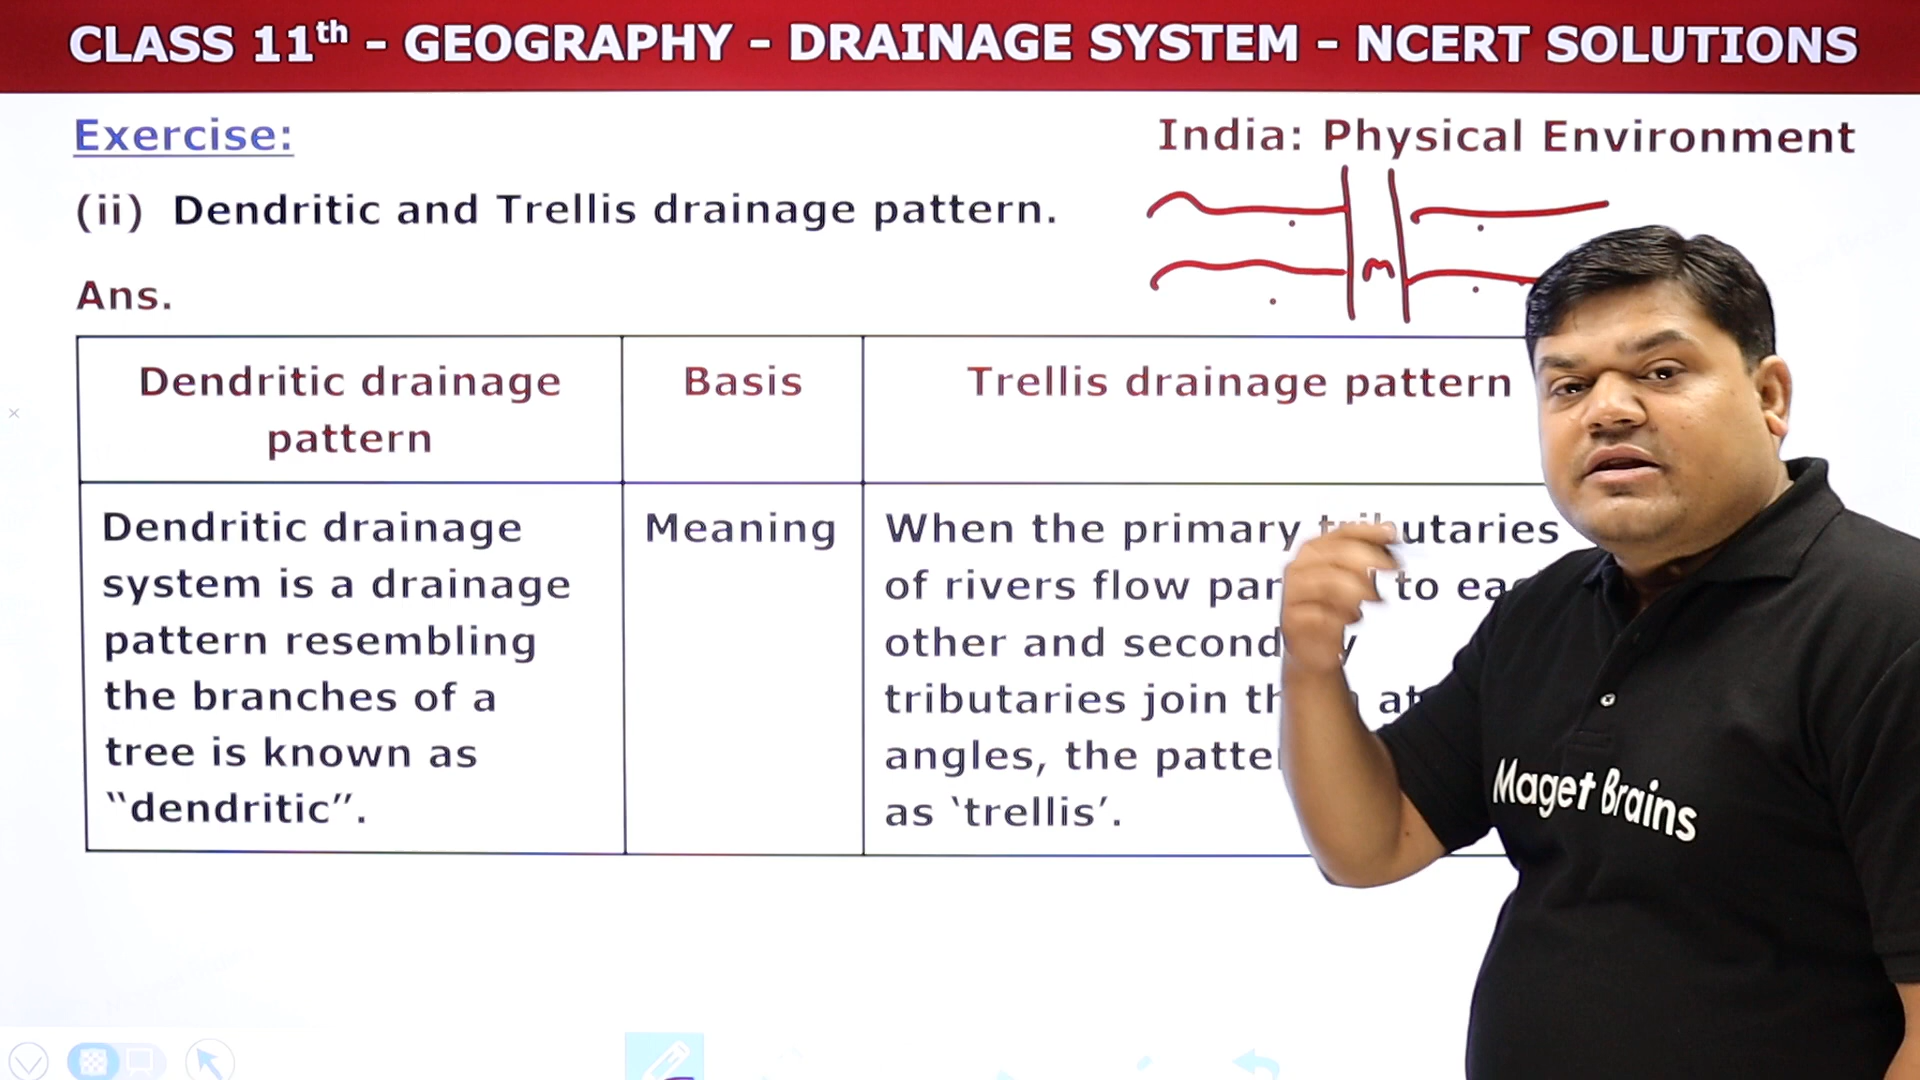 CLASS 11th - GEOGRAPHY - DRAINAGE SYSTEM - NCERT SOLUTIONS
Exercise:
India: Physical Environment
(ii) Dendritic and Trellis drainage pattern.
m
Ans.
Dendritic drainage
pattern
Basis
Trellis drainage pattern
Dendritic drainage
system is a drainage
pattern resembling
the branches of a
tree is known as
“dendritic”.
Meaning
When the primary tributaries
of rivers flow to
other and
tributaries join
angles, the
as ‘trellis’.
Maget Brains